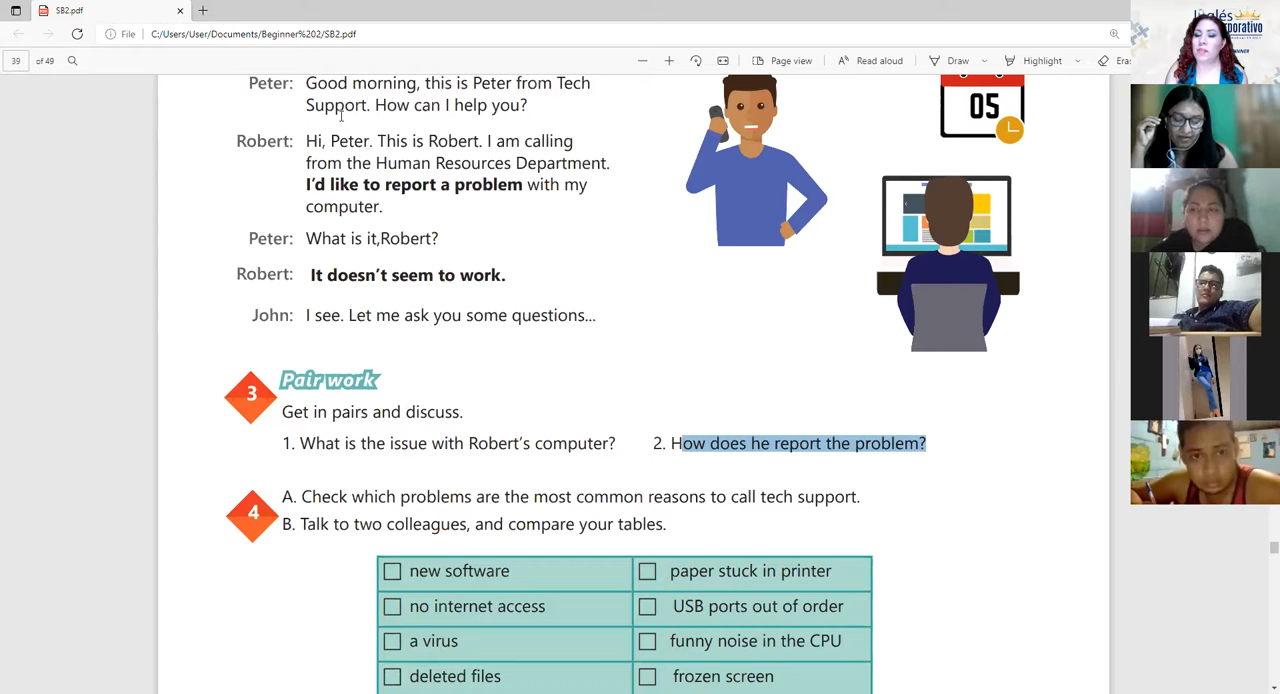 SB2.pdf
File C:/Users/User/Documents/Beginner%202/SB2.pdf
39 of 49 Page view Read aloud Draw Highlight Eras
Inglés
rporativo
Peter: Good morning, this is Peter from Tech
Support. How can I help you?
05
Robert: Hi, Peter. This is Robert. I am calling
from the Human Resources Department.
I'd like to report a problem with my
computer.
Peter: What is it,Robert?
Robert: It doesn't seem to work.
John: I see. Let me ask you some questions...
3 Pair work
Get in pairs and discuss.
1. What is the issue with Robert's computer? 2. How does he report the problem?
4 A. Check which problems are the most common reasons to call tech support.
B. Talk to two colleagues, and compare your tables.
new software paper stuck in printer
no internet access USB ports out of order
a virus funny noise in the CPU
deleted files frozen screen